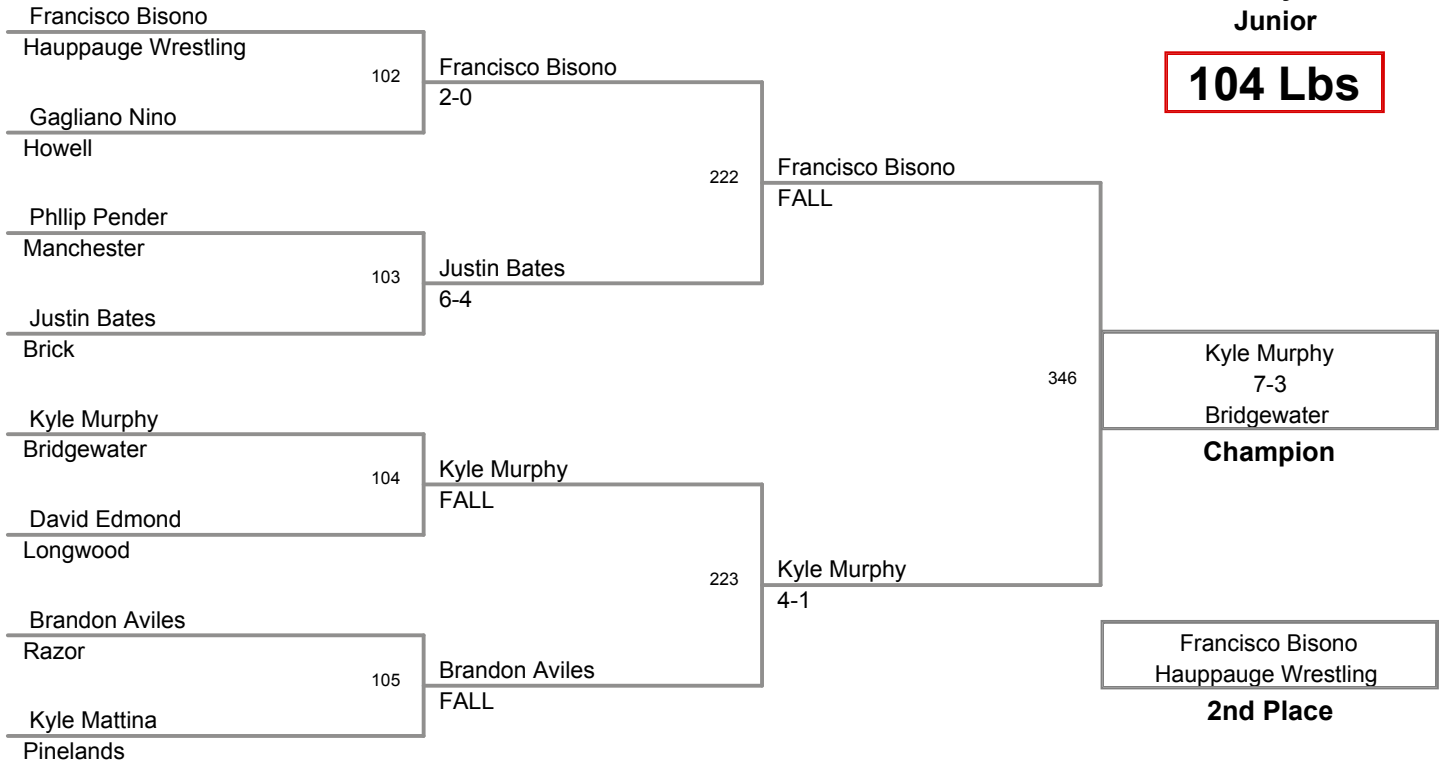 Francisco Bisono
Hauppauge Wrestling
102
Gagliano Nino
Howell
Phllip Pender
Manchester
103
Justin Bates
Brick
Kyle Murphy
Bridgewater
104
David Edmond
Longwood
Brandon Aviles
Razor
105
Kyle Mattina
Pinelands
Francisco Bisono
2-0
222
Justin Bates
6-4
Kyle Murphy
FALL
223
Brandon Aviles
FALL
Francisco Bisono
FALL
346
Kyle Murphy
4-1
Junior
104 Lbs
Kyle Murphy
7-3
Bridgewater
Champion
Francisco Bisono
Hauppauge Wrestling
2nd Place